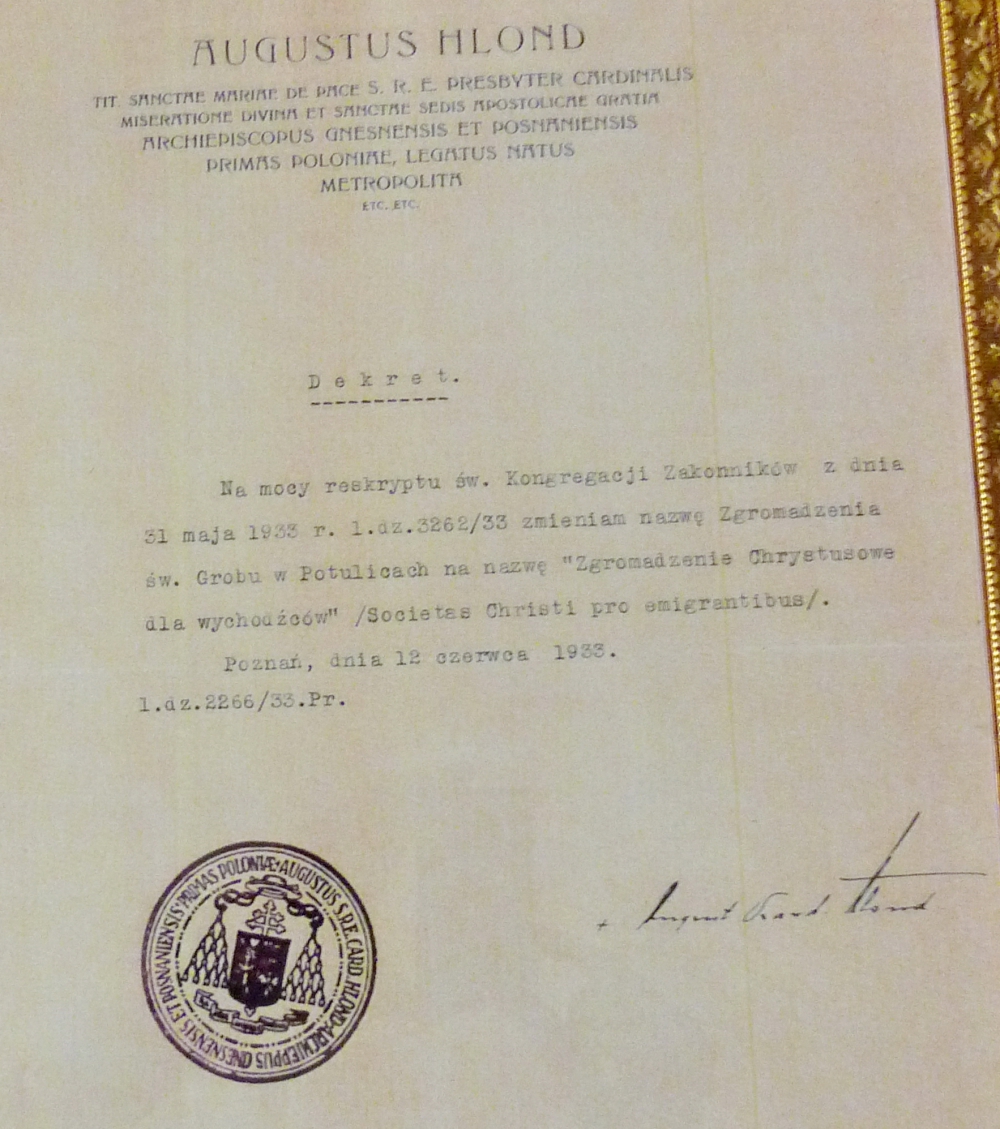 AUGUSTUS HLOND
TIT. SANCTAE MARIAE DE PACE S. R. E. PRESBYTER CARDINALIS
MISERATIONE DIVINA ET SANCTAE SEDIS APOSTOLICAE GRATIA
ARCHIEPISCOPUS GNESNENSIS ET POSNANIENSIS
PRIMAS POLONIAE, LEGATUS NATUS
METROPOLITA
ETC. ETC.
D e k r e t.
-----------
Na mocy reskryptu św. Kongregacji Zakonników z dnia
31 maja 1933 r. l.dz.3262/33 zmieniam nazwę Zgromadzenia
św. Grobu w Potulicach na nazwę "Zgromadzenie Chrystusowe
dla wychodźców" /Societas Christi pro emigrantibus/.
Poznań, dnia 12 czerwca 1933.
l.dz.2266/33.Pr.
+ August Kard. Hlond
AUGUSTUS S.R.E. CARD. HLOND·ARCHIEPPUS GNESNENSIS ET POSNANIENSIS·PRIMAS POLONIÆ·